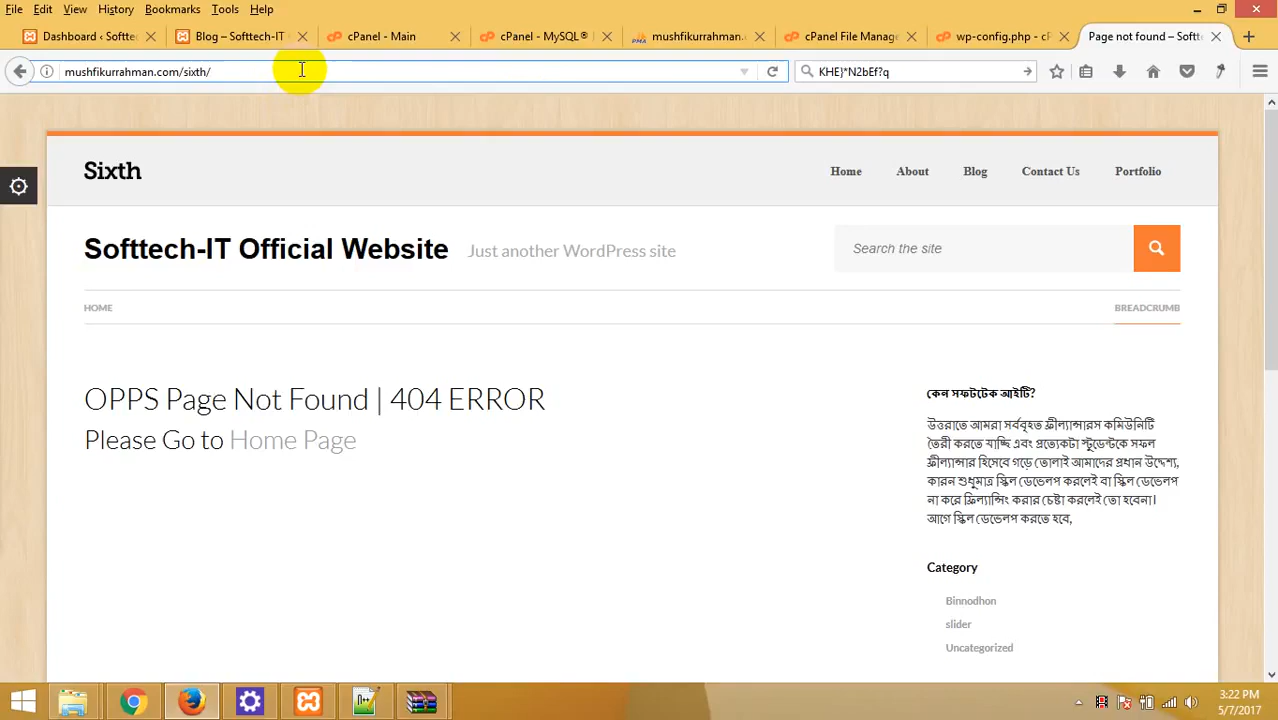 File Edit View History Bookmarks Tools Help
Dashboard ‹ Softte
Blog – Softtech-IT
cPanel - Main
cPanel - MySQL®
mushfikurrahman.
cPanel File Manage
wp-config.php – cP
Page not found – Softt
mushfikurrahman.com/sixth/
KHE}*N2bEf?q
Sixth
Home About Blog Contact Us Portfolio
Softtech-IT Official Website
Just another WordPress site
Search the site
HOME
BREADCRUMB
OPPS Page Not Found | 404 ERROR
Please Go to Home Page
কেন সফটটেক আইটি?
উত্তরাতে আমরা সর্ববৃহত ফ্রীল্যান্সারস কমিউনিটি
তৈরী করতে যাচ্ছি এবং প্রত্যেকটা স্টুডেন্টকে সফল
ফ্রীল্যান্সার হিসেবে গড়ে তোলাই আমাদের প্রধান উদ্দেশ্য,
কারন শুধুমাত্র স্কিল ডেভেলপ করলেই বা স্কিল ডেভেলপ
না করে ফ্রিল্যান্সিং করার চেষ্টা করলেই তো হবেনা।
আগে স্কিল ডেভেলপ করতে হবে,
Category
Binnodhon
slider
Uncategorized
3:22 PM
5/7/2017